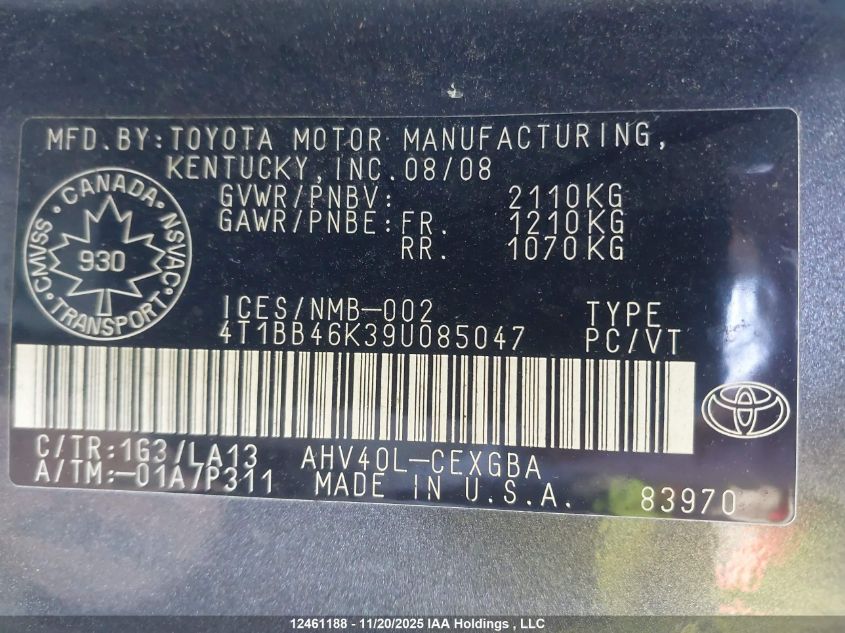 MFD.BY:TOYOTA MOTOR MANUFACTURING,
KENTUCKY,INC.08/08
GVWR/PNBV: 2110KG
GAWR/PNBE:FR. 1210KG
RR. 1070KG
CMVSS · CANADA · NSVAC · TRANSPORT ·
930
ICES/NMB-002 TYPE
4T1BB46K39U085047 PC/VT
C/TR:1G3/LA13 AHV40L-CEXGBA
A/TM:-01A7P311 MADE IN U.S.A. 83970
12461188 - 11/20/2025 IAA Holdings , LLC